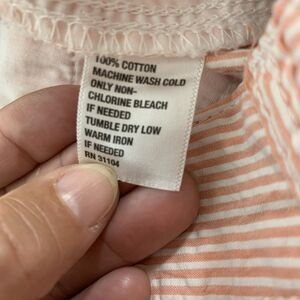 100% COTTON
MACHINE WASH COLD
ONLY NON-
CHLORINE BLEACH
IF NEEDED
TUMBLE DRY LOW
WARM IRON
IF NEEDED
RN 31104